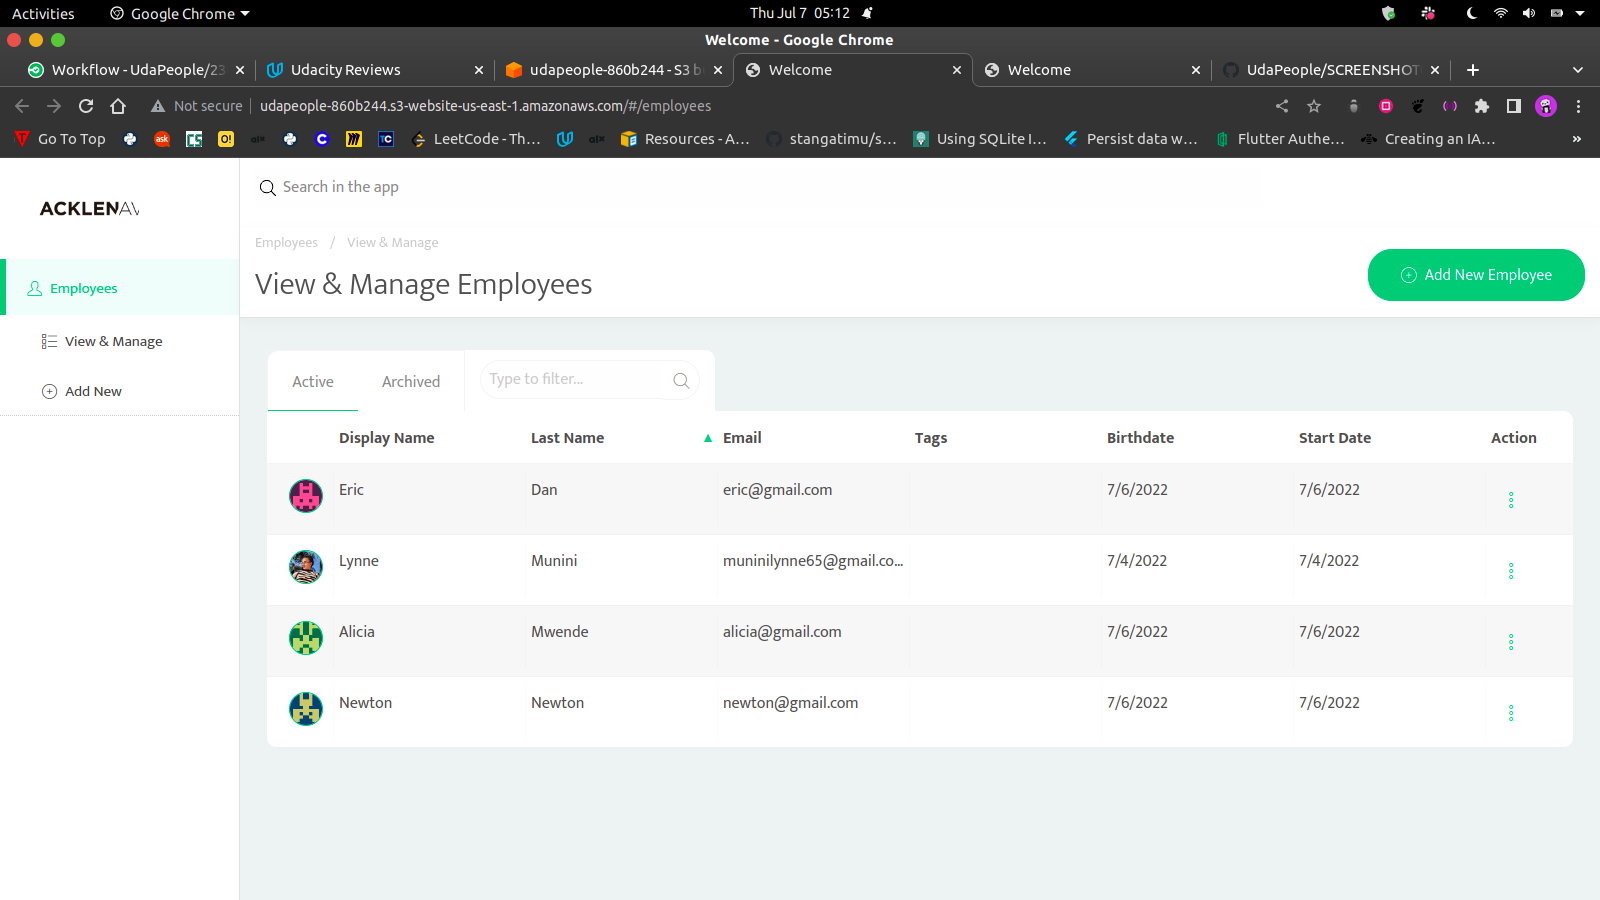 Activities Google Chrome Thu Jul 7 05:12
Welcome - Google Chrome
Workflow - UdaPeople/23 Udacity Reviews udapeople-860b244 - S3 b Welcome Welcome UdaPeople/SCREENSHOT
Not secure udapeople-860b244.s3-website-us-east-1.amazonaws.com/#/employees
Go To Top ask CS O! alx C TC LeetCode - Th... alx Resources - A... stangatimu/s... Using SQLite I... Persist data w... Flutter Authe... Creating an IA... »
ACKLENAV
Search in the app
Employees / View & Manage
View & Manage Employees
Add New Employee
Employees
View & Manage
Add New
Active Archived Type to filter...
Display Name Last Name Email Tags Birthdate Start Date Action
Eric Dan eric@gmail.com 7/6/2022 7/6/2022
Lynne Munini muninilynne65@gmail.co... 7/4/2022 7/4/2022
Alicia Mwende alicia@gmail.com 7/6/2022 7/6/2022
Newton Newton newton@gmail.com 7/6/2022 7/6/2022